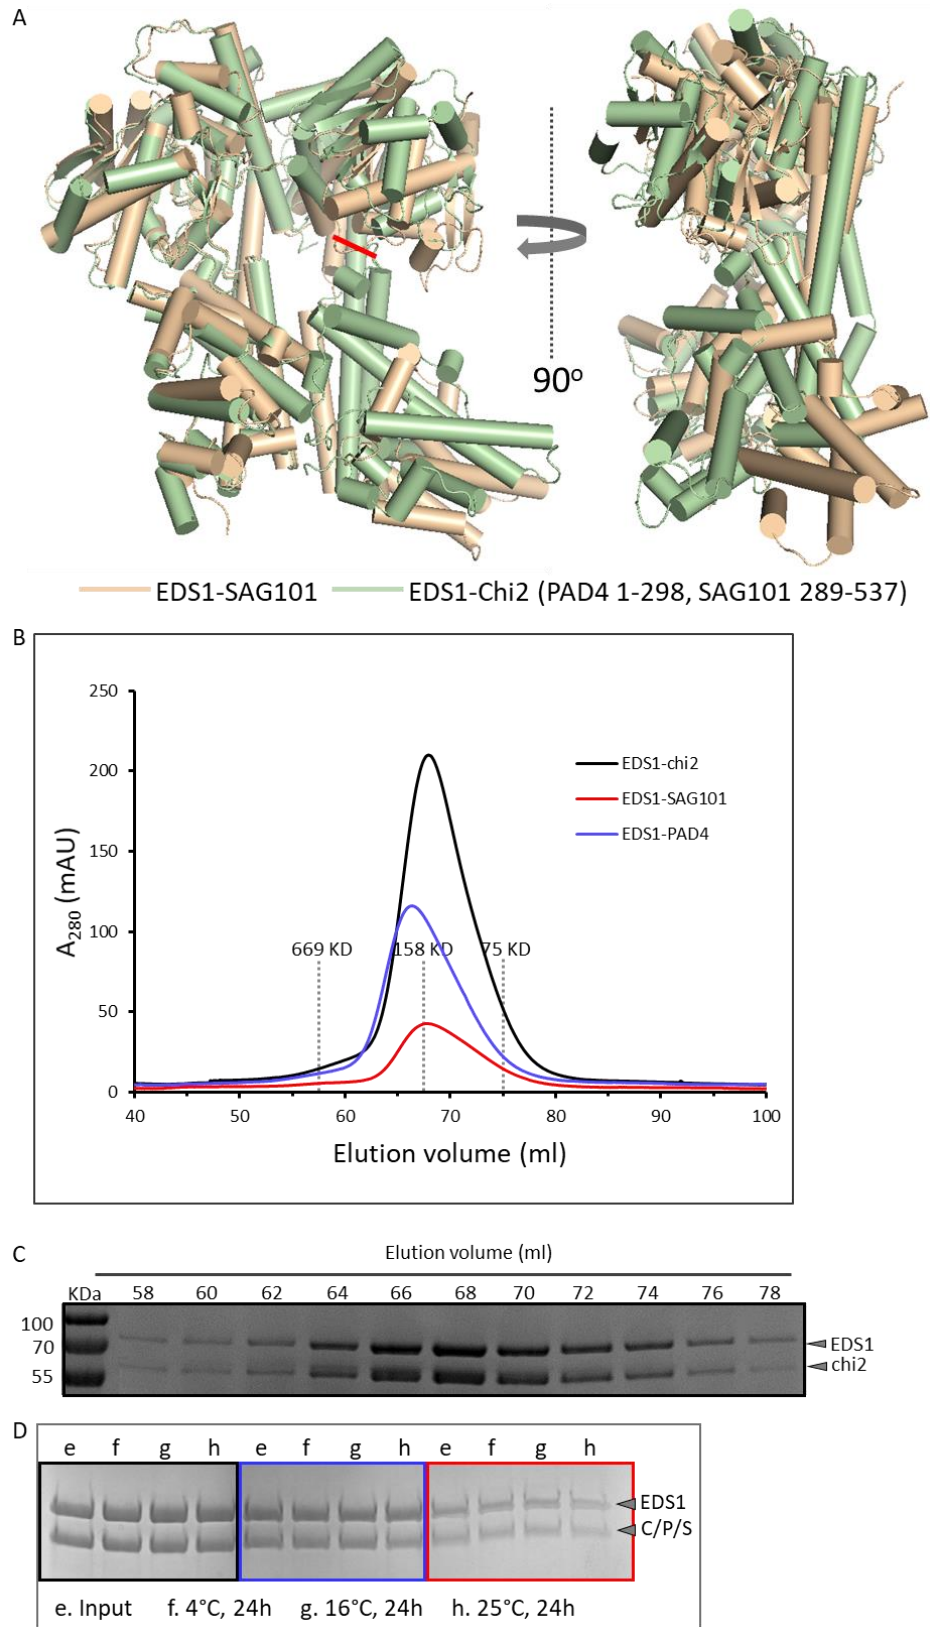 A
90º
EDS1-SAG101 EDS1-Chi2 (PAD4 1-298, SAG101 289-537)
B
250
200
150
100
50
0
A280 (mAU)
EDS1-chi2
EDS1-SAG101
EDS1-PAD4
669 KD 158 KD 75 KD
40 50 60 70 80 90 100
Elution volume (ml)
C
Elution volume (ml)
KDa 58 60 62 64 66 68 70 72 74 76 78
100
70
55
EDS1
chi2
D
e f g h e f g h e f g h
EDS1
C/P/S
e. Input f. 4°C, 24h g. 16°C, 24h h. 25°C, 24h